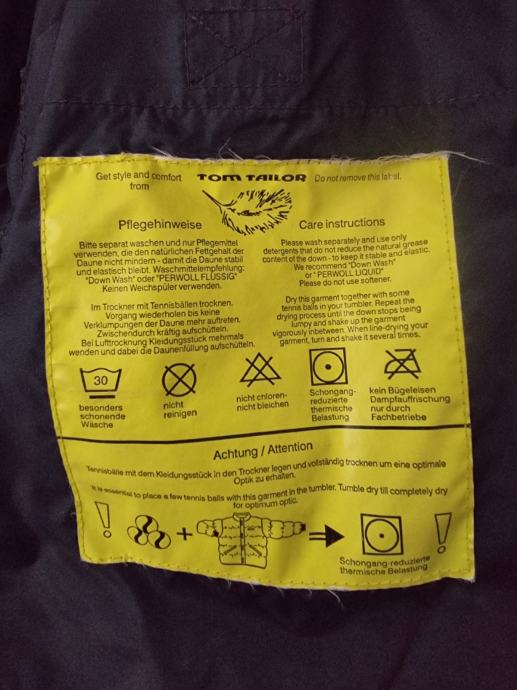 Get style and comfort
from
TOM TAILOR
Do not remove this label.
Pflegehinweise
Bitte separat waschen und nur Pflegemittel
verwenden, die den natürlichen Fettgehalt der
Daune nicht mindern - damit die Daune stabil
und elastisch bleibt. Waschmittelempfehlung:
"Down Wash" oder "PERWOLL FLÜSSIG"
Keinen Weichspüler verwenden.
Im Trockner mit Tennisbällen trocknen.
Vorgang wiederholen bis keine
Verklumpungen der Daune mehr auftreten.
Zwischendurch kräftig aufschütteln.
Bei Lufttrocknung Kleidungsstück mehrmals
wenden und dabei die Daunenfüllung aufschütteln.
Care instructions
Please wash separately and use only
detergents that do not reduce the natural grease
content of the down - to keep it stable and elastic.
We recommend "Down Wash"
or "PERWOLL LIQUID"
Please do not use softener.
Dry this garment together with some
tennis balls in your tumbler. Repeat the
drying process until the down stops being
lumpy and shake up the garment
vigorously inbetween. When line-drying your
garment, turn and shake it several times.
30
besonders
schonende
Wäsche
nicht
reinigen
nicht chloren-
nicht bleichen
Schongang-
reduzierte
thermische
Belastung
kein Bügeleisen
Dampfauffrischung
nur durch
Fachbetriebe
Achtung / Attention
Tennisbälle mit dem Kleidungsstück in den Trockner legen und vollständig trocknen um eine optimale
Optik zu erhalten.
It is essential to place a few tennis balls with this garment in the tumbler. Tumble dry till completely dry
for optimum optic.
! + !
Schongang-reduzierte
thermische Belastung